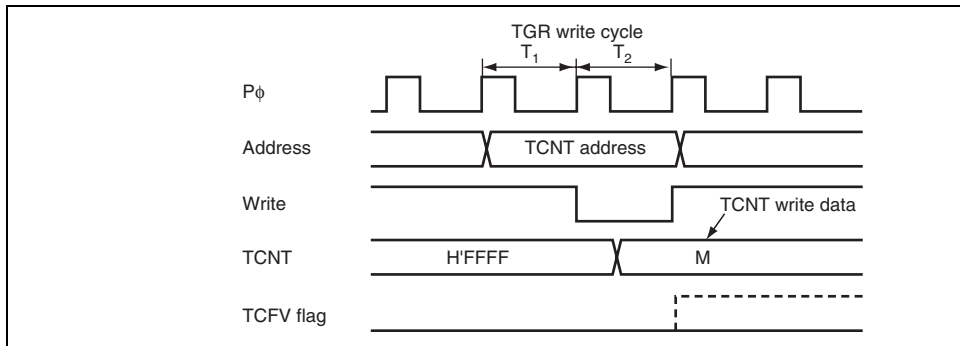 TGR write cycle
T1 T2
Pϕ
Address
TCNT address
Write
TCNT write data
TCNT
H'FFFF
M
TCFV flag